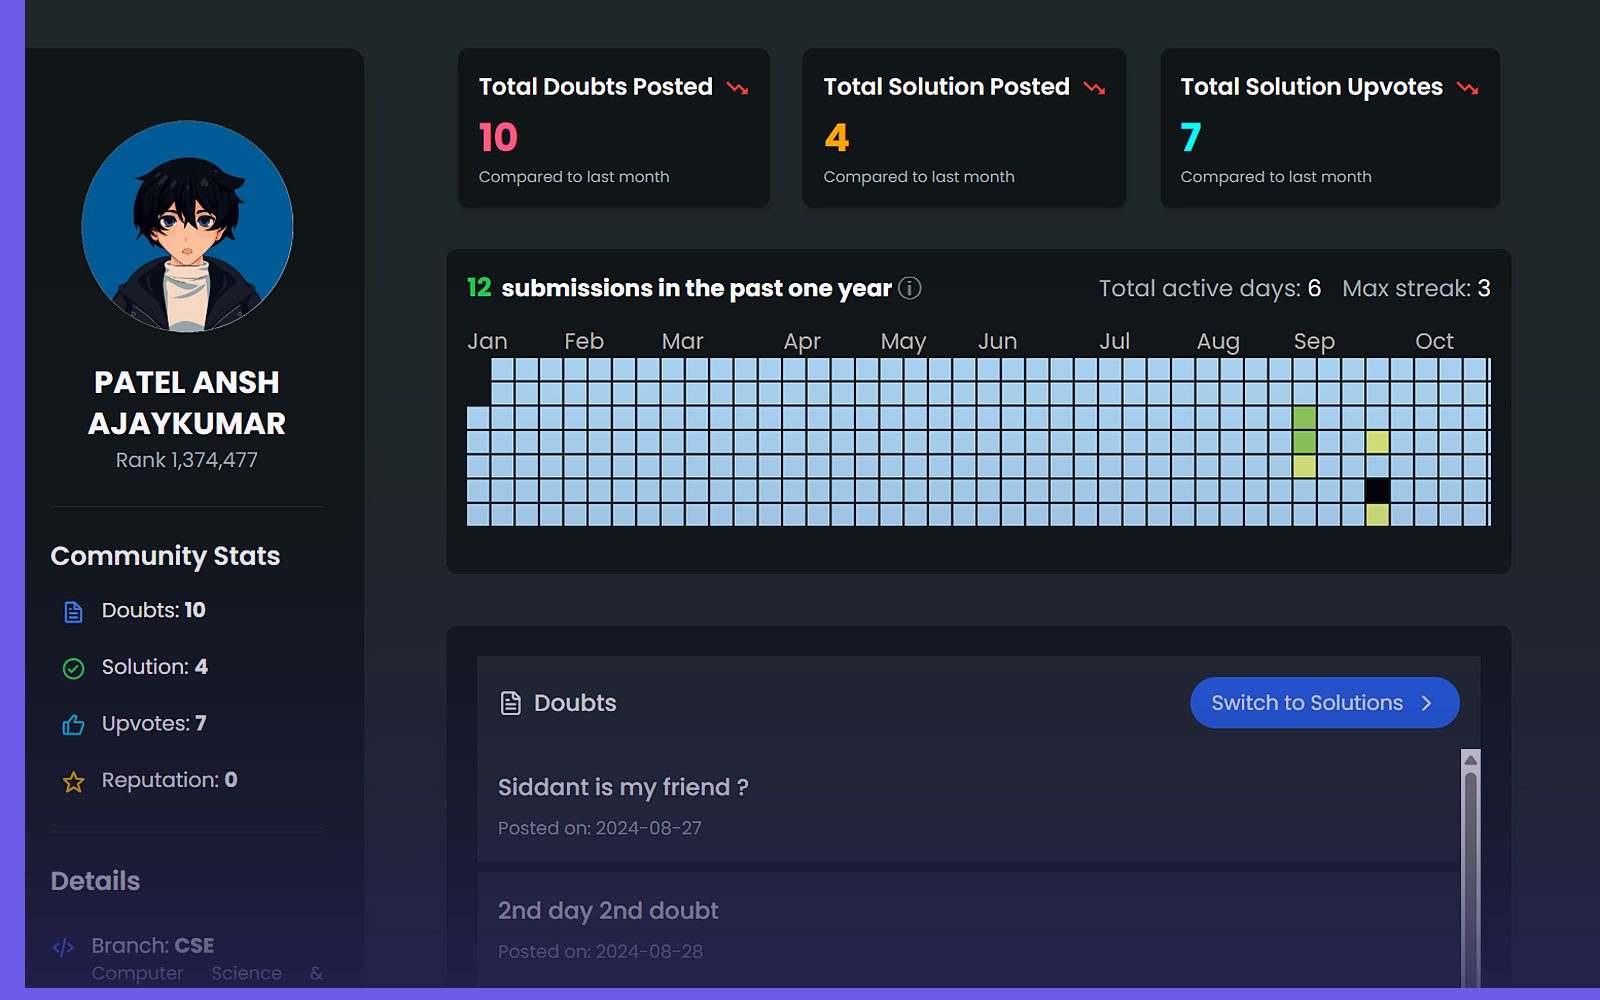 PATEL ANSH
AJAYKUMAR
Rank 1,374,477
Community Stats
Doubts: 10
Solution: 4
Upvotes: 7
Reputation: 0
Details
Branch: CSE
Computer Science &
Total Doubts Posted
10
Compared to last month
Total Solution Posted
4
Compared to last month
Total Solution Upvotes
7
Compared to last month
12 submissions in the past one year
Total active days: 6 Max streak: 3
Jan Feb Mar Apr May Jun Jul Aug Sep Oct
Doubts
Switch to Solutions
Siddant is my friend ?
Posted on: 2024-08-27
2nd day 2nd doubt
Posted on: 2024-08-28